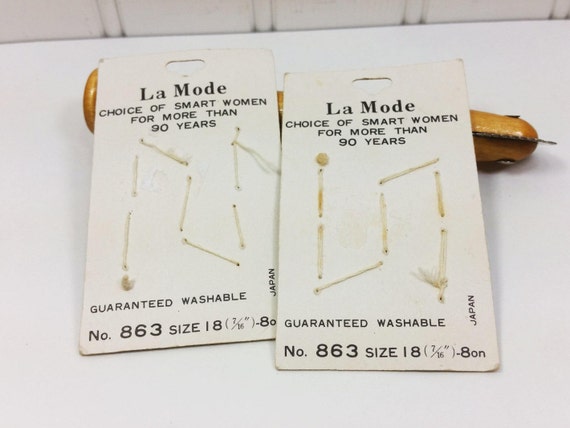 La Mode
CHOICE OF SMART WOMEN
FOR MORE THAN
90 YEARS
GUARANTEED WASHABLE
JAPAN
No. 863 SIZE 18 (7/16")-8on
La Mode
CHOICE OF SMART WOMEN
FOR MORE THAN
90 YEARS
GUARANTEED WASHABLE
JAPAN
No. 863 SIZE 18 (7/16")-8on